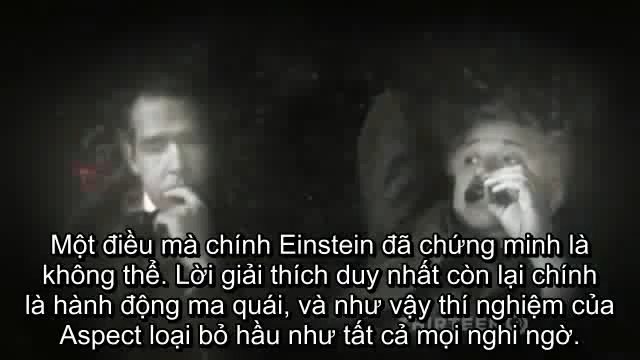 Một điều mà chính Einstein đã chứng minh là
không thể. Lời giải thích duy nhất còn lại chính
là hành động ma quái, và như vậy thí nghiệm của
Aspect loại bỏ hầu như tất cả mọi nghi ngờ.